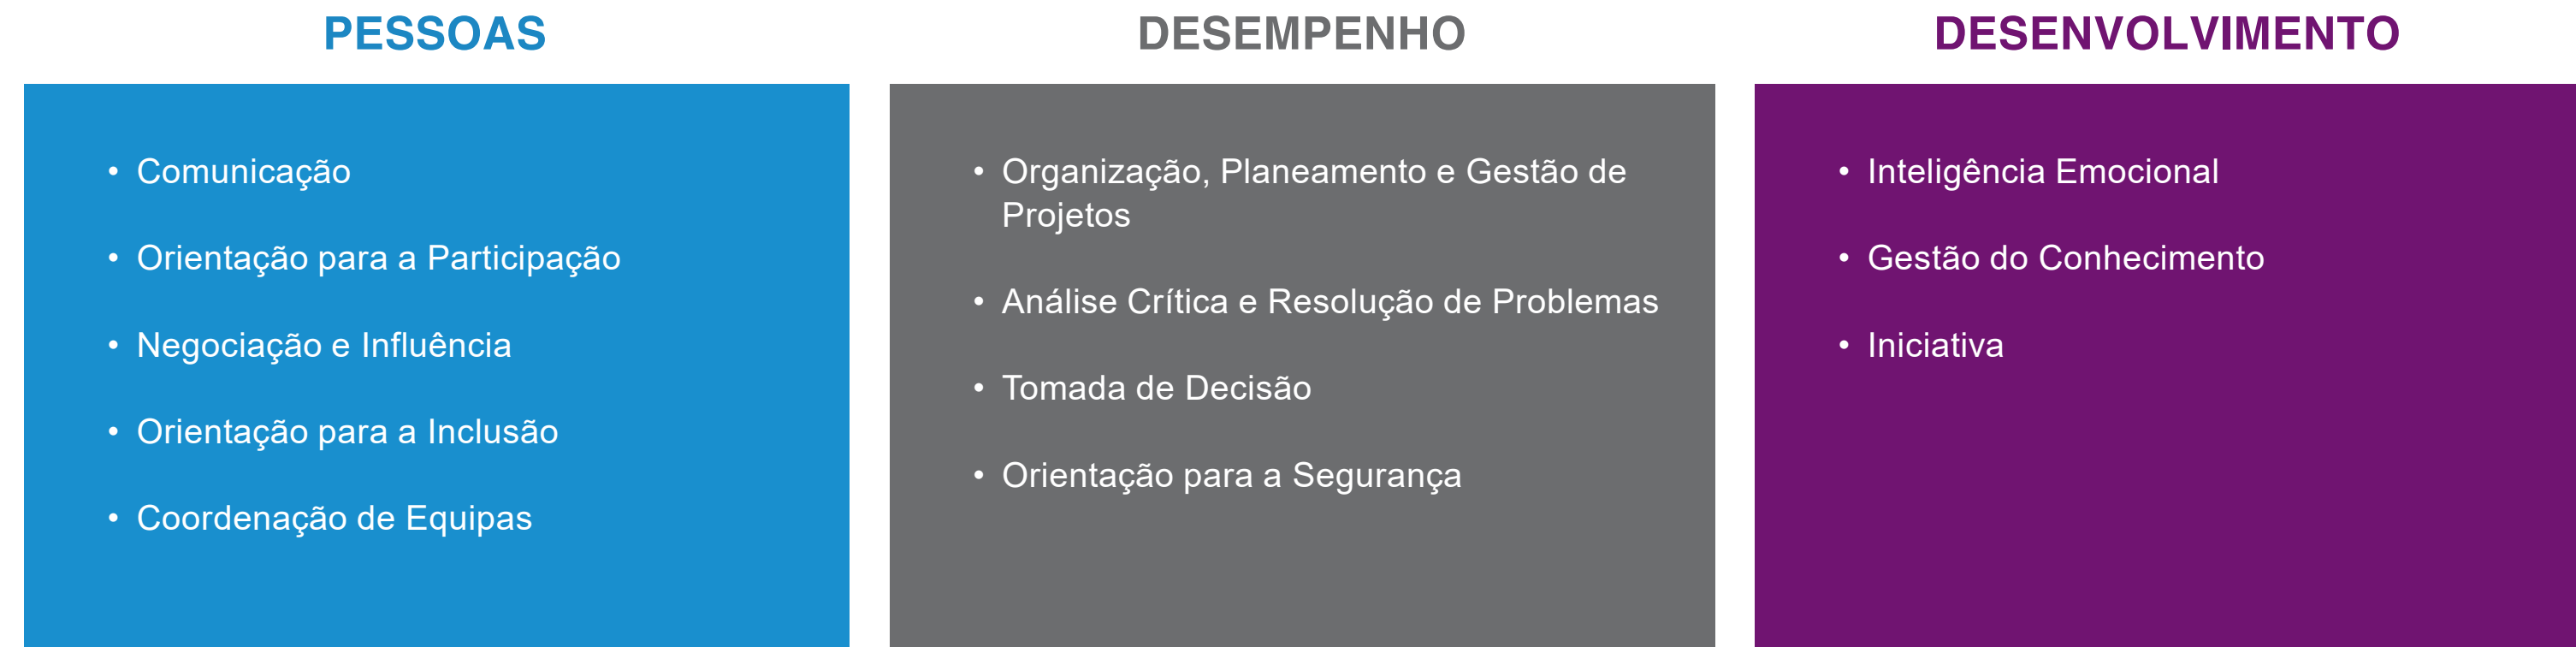 PESSOAS
• Comunicação
• Orientação para a Participação
• Negociação e Influência
• Orientação para a Inclusão
• Coordenação de Equipas
DESEMPENHO
• Organização, Planeamento e Gestão de
Projetos
• Análise Crítica e Resolução de Problemas
• Tomada de Decisão
• Orientação para a Segurança
DESENVOLVIMENTO
• Inteligência Emocional
• Gestão do Conhecimento
• Iniciativa